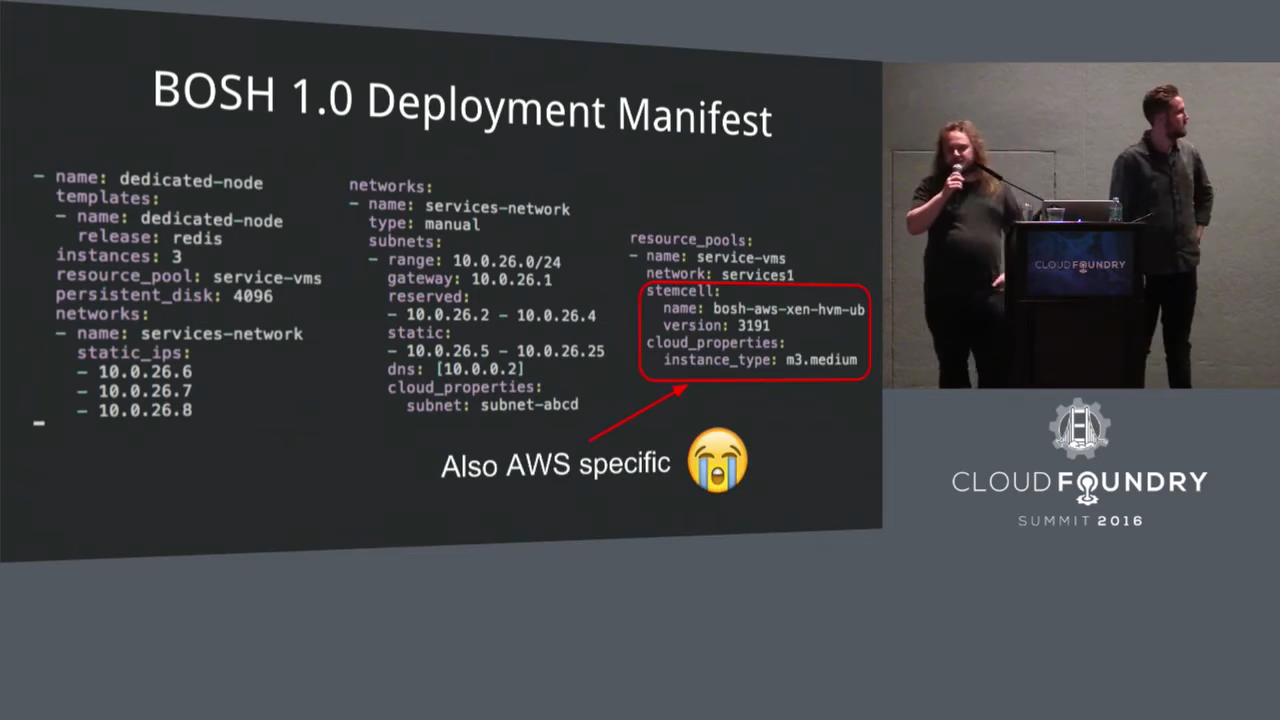 BOSH 1.0 Deployment Manifest
- name: dedicated-node
templates:
- name: dedicated-node
release: redis
instances: 3
resource_pool: service-vms
persistent_disk: 4096
networks:
- name: services-network
static_ips:
- 10.0.26.6
- 10.0.26.7
- 10.0.26.8
networks:
- name: services-network
type: manual
subnets:
- range: 10.0.26.0/24
gateway: 10.0.26.1
reserved:
- 10.0.26.2 - 10.0.26.4
static:
- 10.0.26.5 - 10.0.26.25
dns: [10.0.0.2]
cloud_properties:
subnet: subnet-abcd
resource_pools:
- name: service-vms
network: services1
stemcell:
name: bosh-aws-xen-hvm-ub
version: 3191
cloud_properties:
instance_type: m3.medium
Also AWS specific
CLOUD FOUNDRY
CLOUD FOUNDRY
SUMMIT 2016